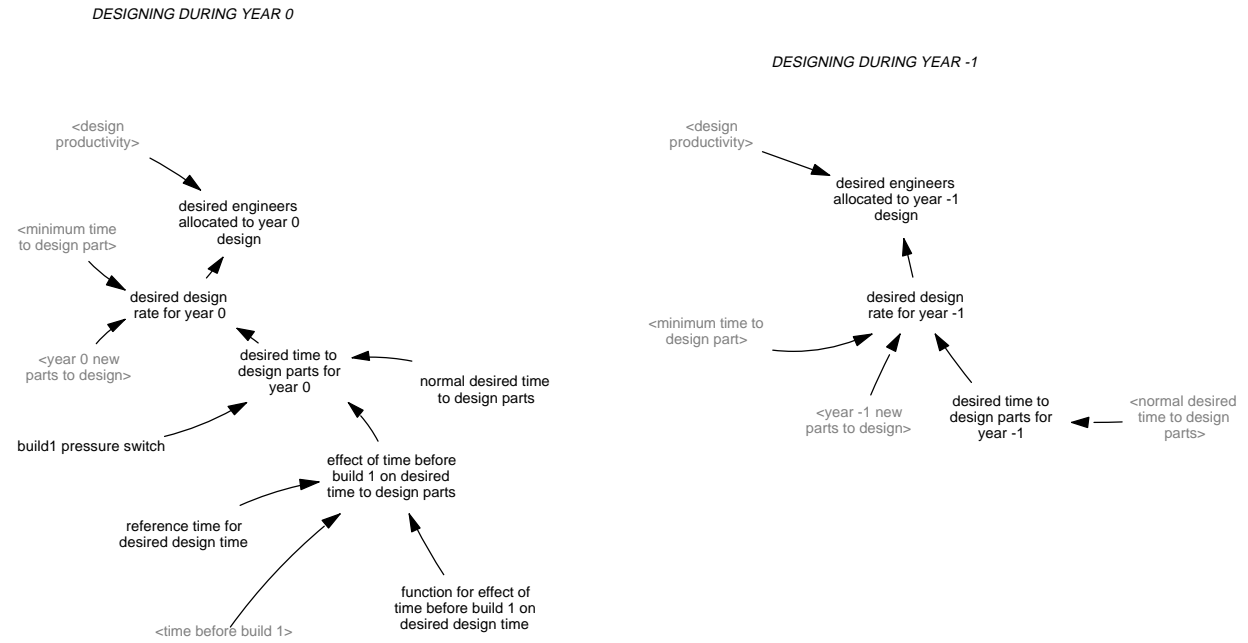 DESIGNING DURING YEAR 0
<design
productivity>
desired engineers
allocated to year 0
design
<minimum time
to design part>
desired design
rate for year 0
<year 0 new
parts to design>
desired time to
design parts for
year 0
normal desired time
to design parts
build1 pressure switch
effect of time before
build 1 on desired
time to design parts
reference time for
desired design time
function for effect of
time before build 1 on
desired design time
<time before build 1>
DESIGNING DURING YEAR -1
<design
productivity>
desired engineers
allocated to year -1
design
desired design
rate for year -1
<minimum time to
design part>
<year -1 new
parts to design>
desired time to
design parts for
year -1
<normal desired
time to design
parts>